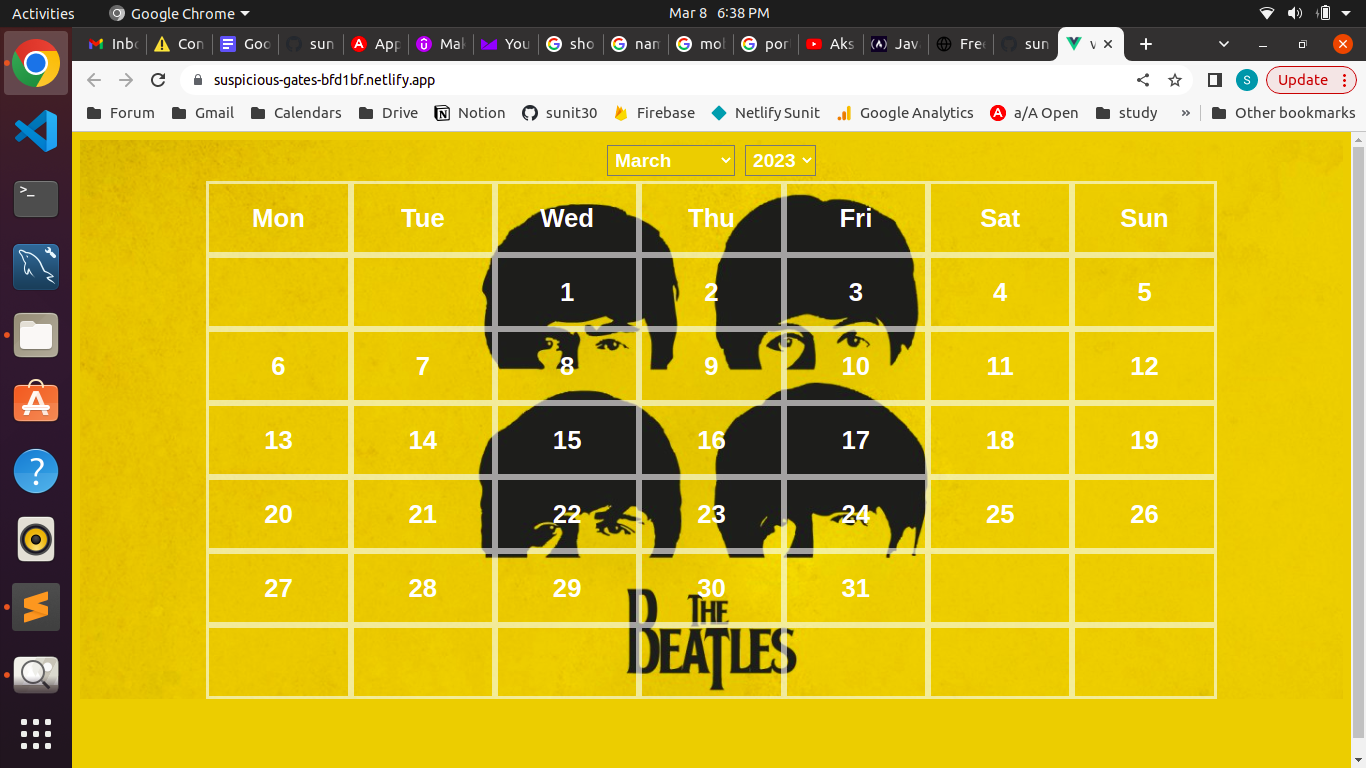 Activities Google Chrome Mar 8 6:38 PM
Inbo Con Goo sun App Mak You sho nan mol por Aks Java Free sun
suspicious-gates-bfd1bf.netlify.app S Update
Forum Gmail Calendars Drive Notion sunit30 Firebase Netlify Sunit Google Analytics a/A Open study » Other bookmarks
March 2023
Mon Tue Wed Thu Fri Sat Sun
1 2 3 4 5
6 7 8 9 10 11 12
13 14 15 16 17 18 19
20 21 22 23 24 25 26
27 28 29 30 31
THE
BEATLES